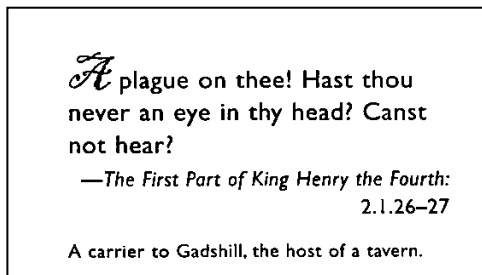 A plague on thee! Hast thou
never an eye in thy head? Canst
not hear?
—The First Part of King Henry the Fourth:
2.1.26–27
A carrier to Gadshill, the host of a tavern.